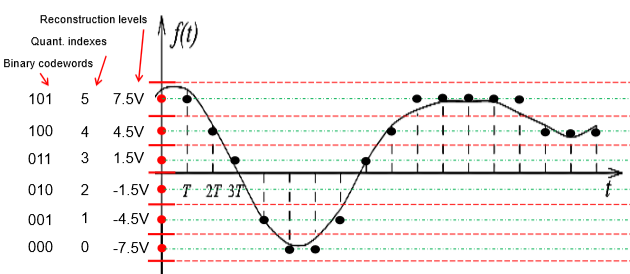 Reconstruction levels
f(t)
Quant. indexes
Binary codewords
101 5 7.5V
100 4 4.5V
011 3 1.5V
010 2 -1.5V T 2T 3T t
001 1 -4.5V
000 0 -7.5V